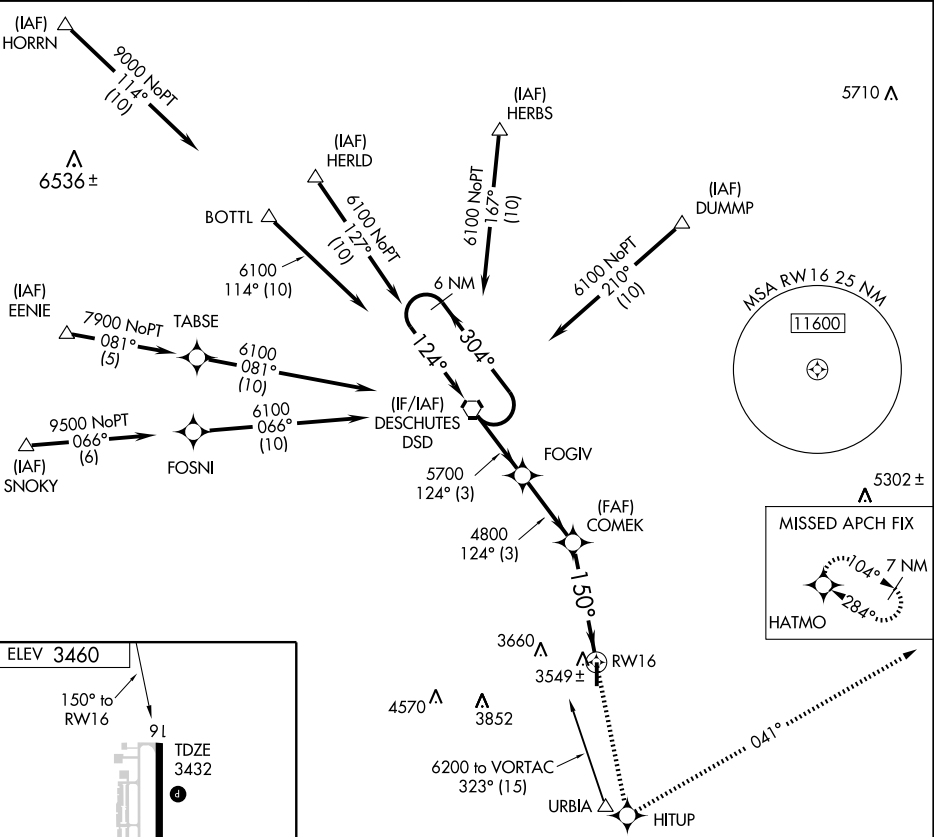 (IAF)
HORRN
9000 NoPT
114°
(10)
6536 ±
(IAF)
HERLD
6100 NoPT
127°
(10)
(IAF)
HERBS
6100 NoPT
167°
(10)
5710
(IAF)
DUMMP
6100 NoPT
210°
(10)
BOTTL
6100
114° (10)
6 NM
304°
124°
MSA RW16 25 NM
11600
(IAF)
EENIE
7900 NoPT
081°
(5)
TABSE
6100
081°
(10)
(IAF)
SNOKY
9500 NoPT
066°
(6)
FOSNI
6100
066°
(10)
(IF/IAF)
DESCHUTES
DSD
5700
124° (3)
FOGIV
4800
124° (3)
(FAF)
COMEK
150°
5302 ±
MISSED APCH FIX
104°
7 NM
284°
HATMO
3660
3549 ±
RW16
4570
3852
6200 to VORTAC
323° (15)
URBIA
HITUP
041°
ELEV 3460
150° to
RW16
16
TDZE
3432
P